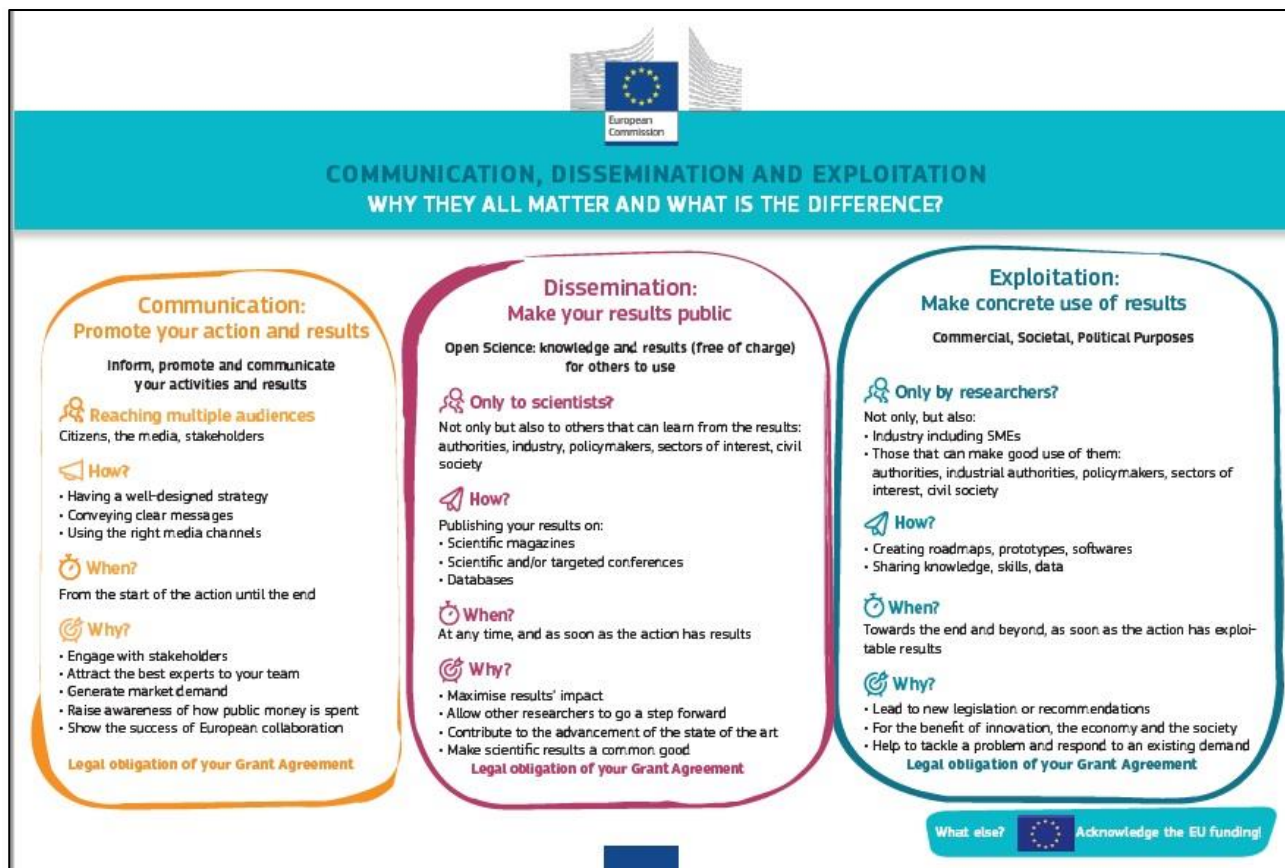 European
Commission
COMMUNICATION, DISSEMINATION AND EXPLOITATION
WHY THEY ALL MATTER AND WHAT IS THE DIFFERENCE?
Communication:
Promote your action and results
Inform, promote and communicate
your activities and results
Reaching multiple audiences
Citizens, the media, stakeholders
How?
• Having a well-designed strategy
• Conveying clear messages
• Using the right media channels
When?
From the start of the action until the end
Why?
• Engage with stakeholders
• Attract the best experts to your team
• Generate market demand
• Raise awareness of how public money is spent
• Show the success of European collaboration
Legal obligation of your Grant Agreement
Dissemination:
Make your results public
Open Science: knowledge and results (free of charge)
for others to use
Only to scientists?
Not only but also to others that can learn from the results:
authorities, industry, policymakers, sectors of interest, civil
society
How?
Publishing your results on:
• Scientific magazines
• Scientific and/or targeted conferences
• Databases
When?
At any time, and as soon as the action has results
Why?
• Maximise results' impact
• Allow other researchers to go a step forward
• Contribute to the advancement of the state of the art
• Make scientific results a common good
Legal obligation of your Grant Agreement
Exploitation:
Make concrete use of results
Commercial, Societal, Political Purposes
Only by researchers?
Not only, but also:
• Industry including SMEs
• Those that can make good use of them:
authorities, industrial authorities, policymakers, sectors of
interest, civil society
How?
• Creating roadmaps, prototypes, softwares
• Sharing knowledge, skills, data
When?
Towards the end and beyond, as soon as the action has exploi-
table results
Why?
• Lead to new legislation or recommendations
• For the benefit of innovation, the economy and the society
• Help to tackle a problem and respond to an existing demand
Legal obligation of your Grant Agreement
What else? Acknowledge the EU funding!